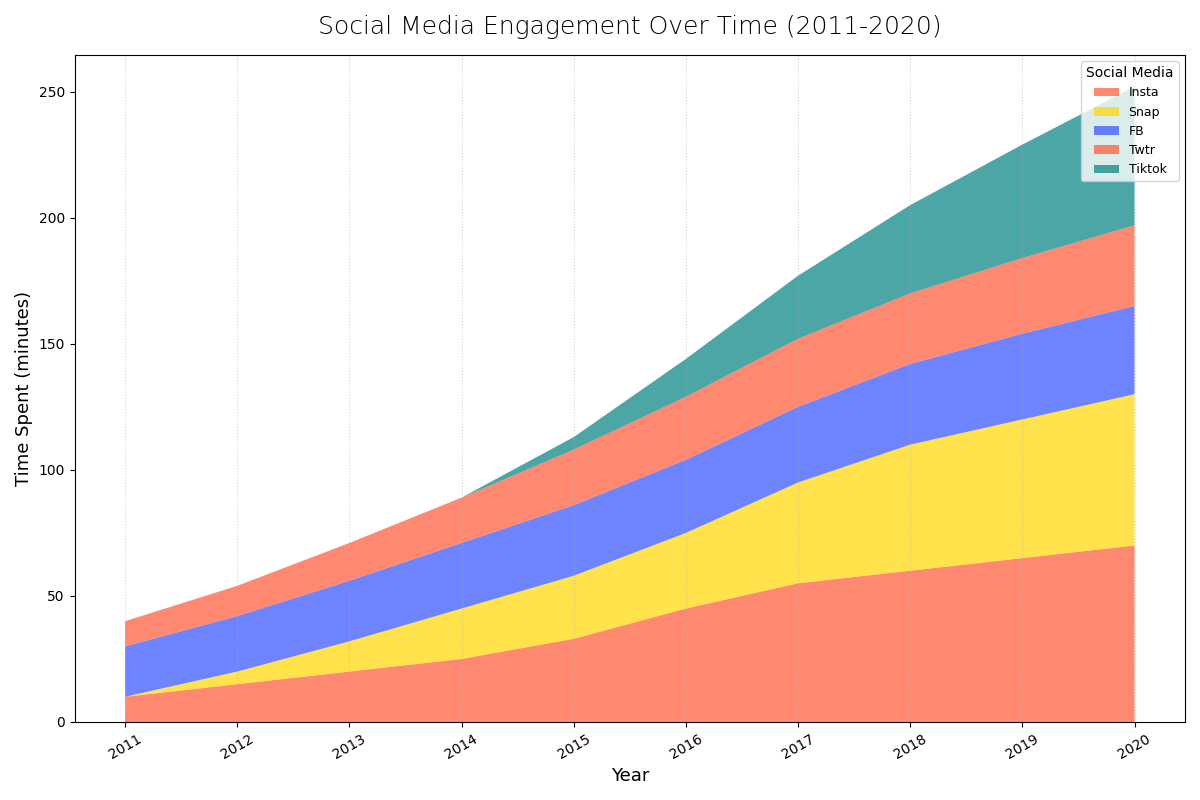 Social Media Engagement Over Time (2011-2020)
Social Media
Insta
Snap
FB
Twtr
Tiktok
Time Spent (minutes)
250
200
150
100
50
0
2011 2012 2013 2014 2015 2016 2017 2018 2019 2020
Year